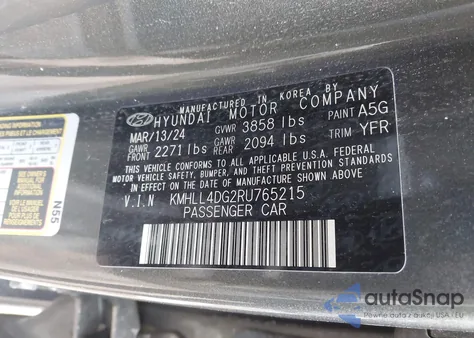 MANUFACTURED IN KOREA BY
HYUNDAI MOTOR COMPANY
MAR/13/24 GVWR 3858 lbs PAINT A5G
GAWR FRONT 2271 lbs GAWR REAR 2094 lbs TRIM YFR
THIS VEHICLE CONFORMS TO ALL APPLICABLE U.S.A. FEDERAL
MOTOR VEHICLE SAFETY, BUMPER, AND THEFT PREVENTION STANDARDS
IN EFFECT ON THE DATE OF MANUFACTURE SHOWN ABOVE.
V.I.N KMHLL4DG2RU765215
PASSENGER CAR
N55
autoSnap